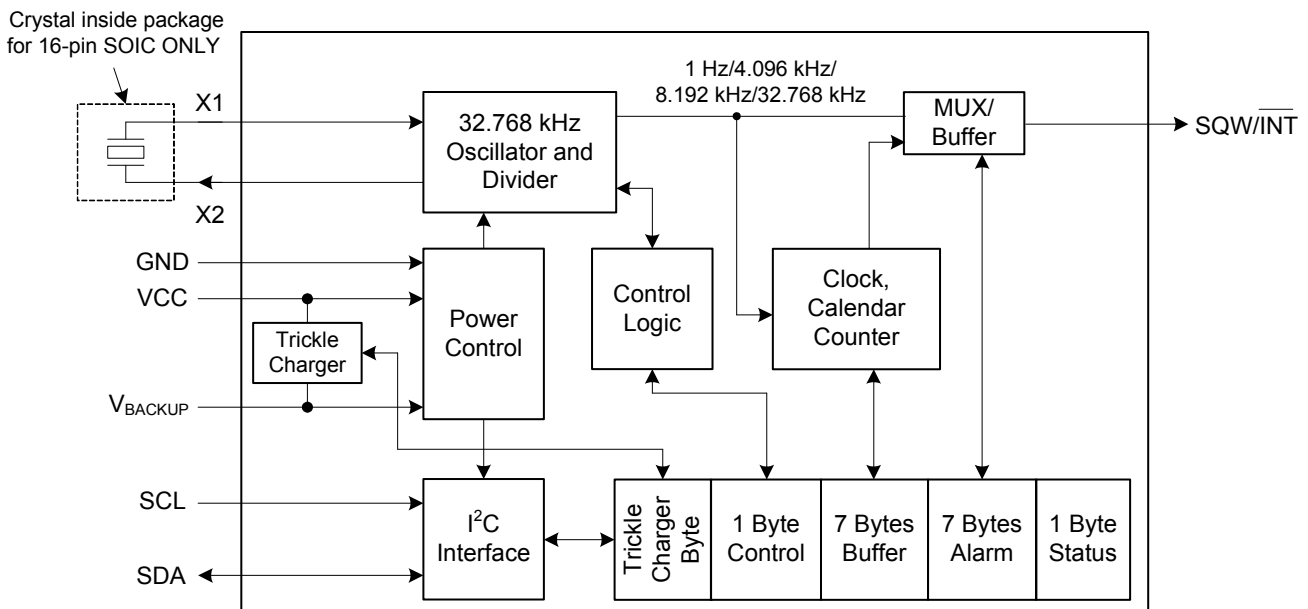 Crystal inside package
for 16-pin SOIC ONLY
X1
X2
GND
VCC
VBACKUP
SCL
SDA
32.768 kHz
Oscillator and
Divider
1 Hz/4.096 kHz/
8.192 kHz/32.768 kHz
MUX/
Buffer
SQW/I̅N̅T̅
Trickle
Charger
Power
Control
Control
Logic
Clock,
Calendar
Counter
I²C
Interface
Trickle
Charger
Byte
1 Byte
Control
7 Bytes
Buffer
7 Bytes
Alarm
1 Byte
Status